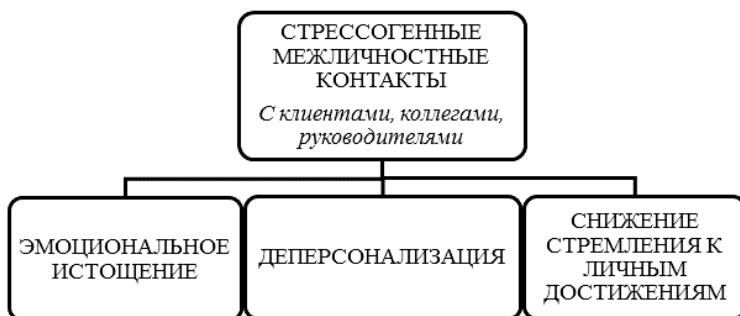 СТРЕССОГЕННЫЕ
МЕЖЛИЧНОСТНЫЕ
КОНТАКТЫ
С клиентами, коллегами,
руководителями
ЭМОЦИОНАЛЬНОЕ
ИСТОЩЕНИЕ
ДЕПЕРСОНАЛИЗАЦИЯ
СНИЖЕНИЕ
СТРЕМЛЕНИЯ К
ЛИЧНЫМ
ДОСТИЖЕНИЯМ